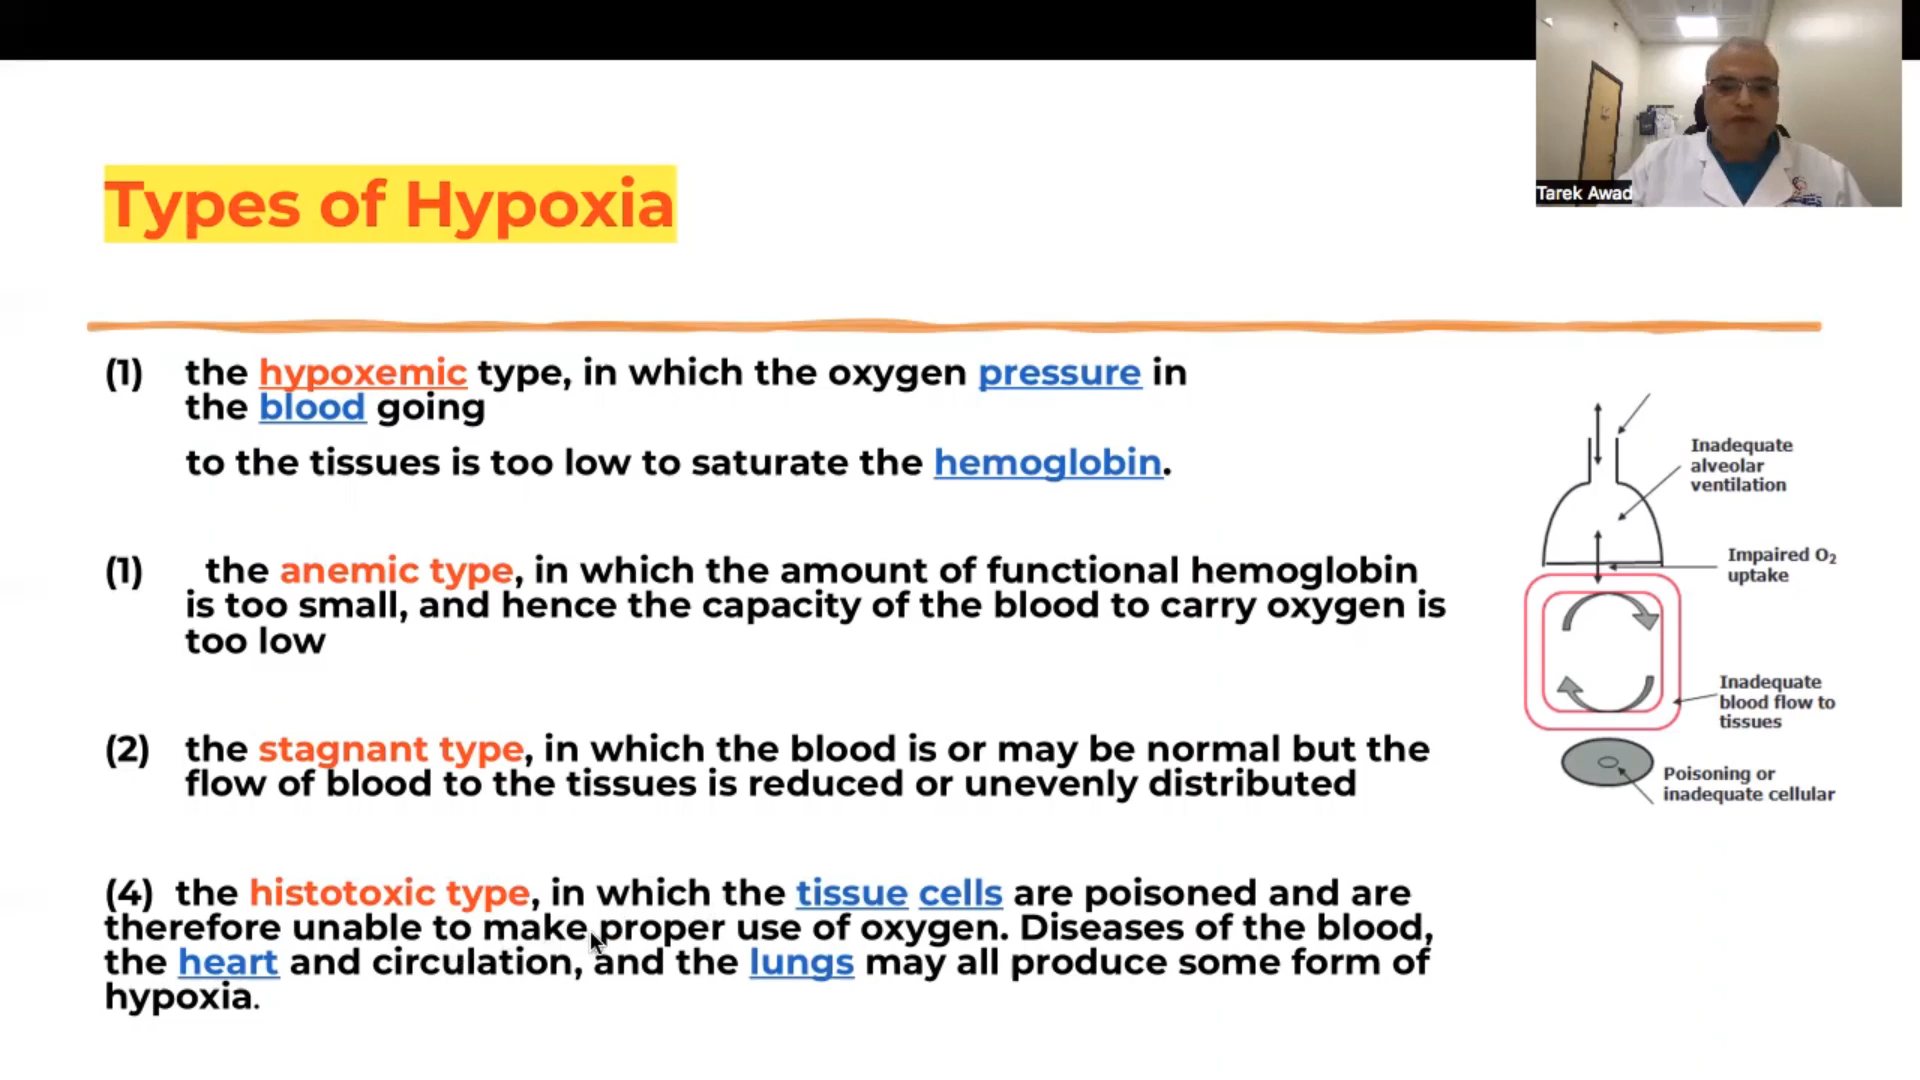 Tarek Awad
Types of Hypoxia
(1) the hypoxemic type, in which the oxygen pressure in
the blood going
to the tissues is too low to saturate the hemoglobin.
(1) the anemic type, in which the amount of functional hemoglobin
is too small, and hence the capacity of the blood to carry oxygen is
too low
(2) the stagnant type, in which the blood is or may be normal but the
flow of blood to the tissues is reduced or unevenly distributed
(4) the histotoxic type, in which the tissue cells are poisoned and are
therefore unable to make proper use of oxygen. Diseases of the blood,
the heart and circulation, and the lungs may all produce some form of
hypoxia.
Inadequate
alveolar
ventilation
Impaired O₂
uptake
Inadequate
blood flow to
tissues
Poisoning or
inadequate cellular